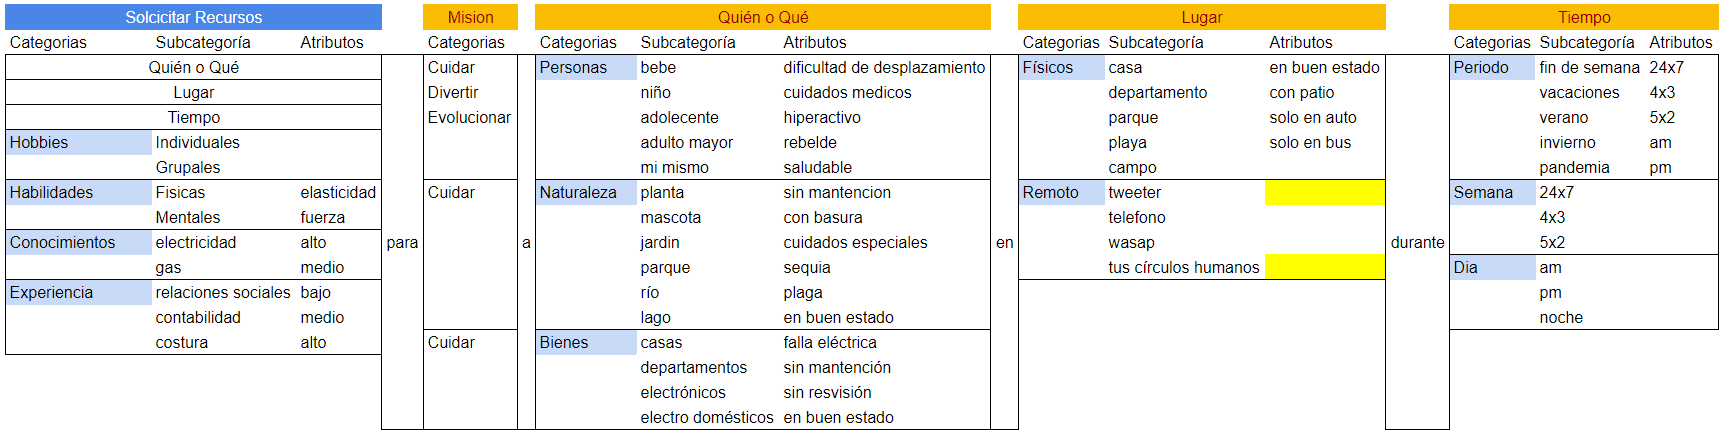 Solcicitar Recursos Mision Quién o Qué Lugar Tiempo
Categorias Subcategoría Atributos Categorias Categorias Subcategoría Atributos Categorias Subcategoría Atributos Categorias Subcategoría Atributos
Quién o Qué Cuidar Personas bebe dificultad de desplazamiento Físicos casa en buen estado Periodo fin de semana 24x7
Lugar Divertir niño cuidados medicos departamento con patio vacaciones 4x3
Tiempo Evolucionar adolecente hiperactivo parque solo en auto verano 5x2
Hobbies Individuales adulto mayor rebelde playa solo en bus invierno am
Grupales mi mismo saludable campo pandemia pm
Habilidades Fisicas elasticidad Cuidar Naturaleza planta sin mantencion Remoto tweeter Semana 24x7
Mentales fuerza mascota con basura telefono 4x3
Conocimientos electricidad alto para a jardin cuidados especiales en wasap durante 5x2
gas medio parque sequia tus círculos humanos Dia am
Experiencia relaciones sociales bajo río plaga pm
contabilidad medio lago en buen estado noche
costura alto Cuidar Bienes casas falla eléctrica
departamentos sin mantención
electrónicos sin resvisión
electro domésticos en buen estado